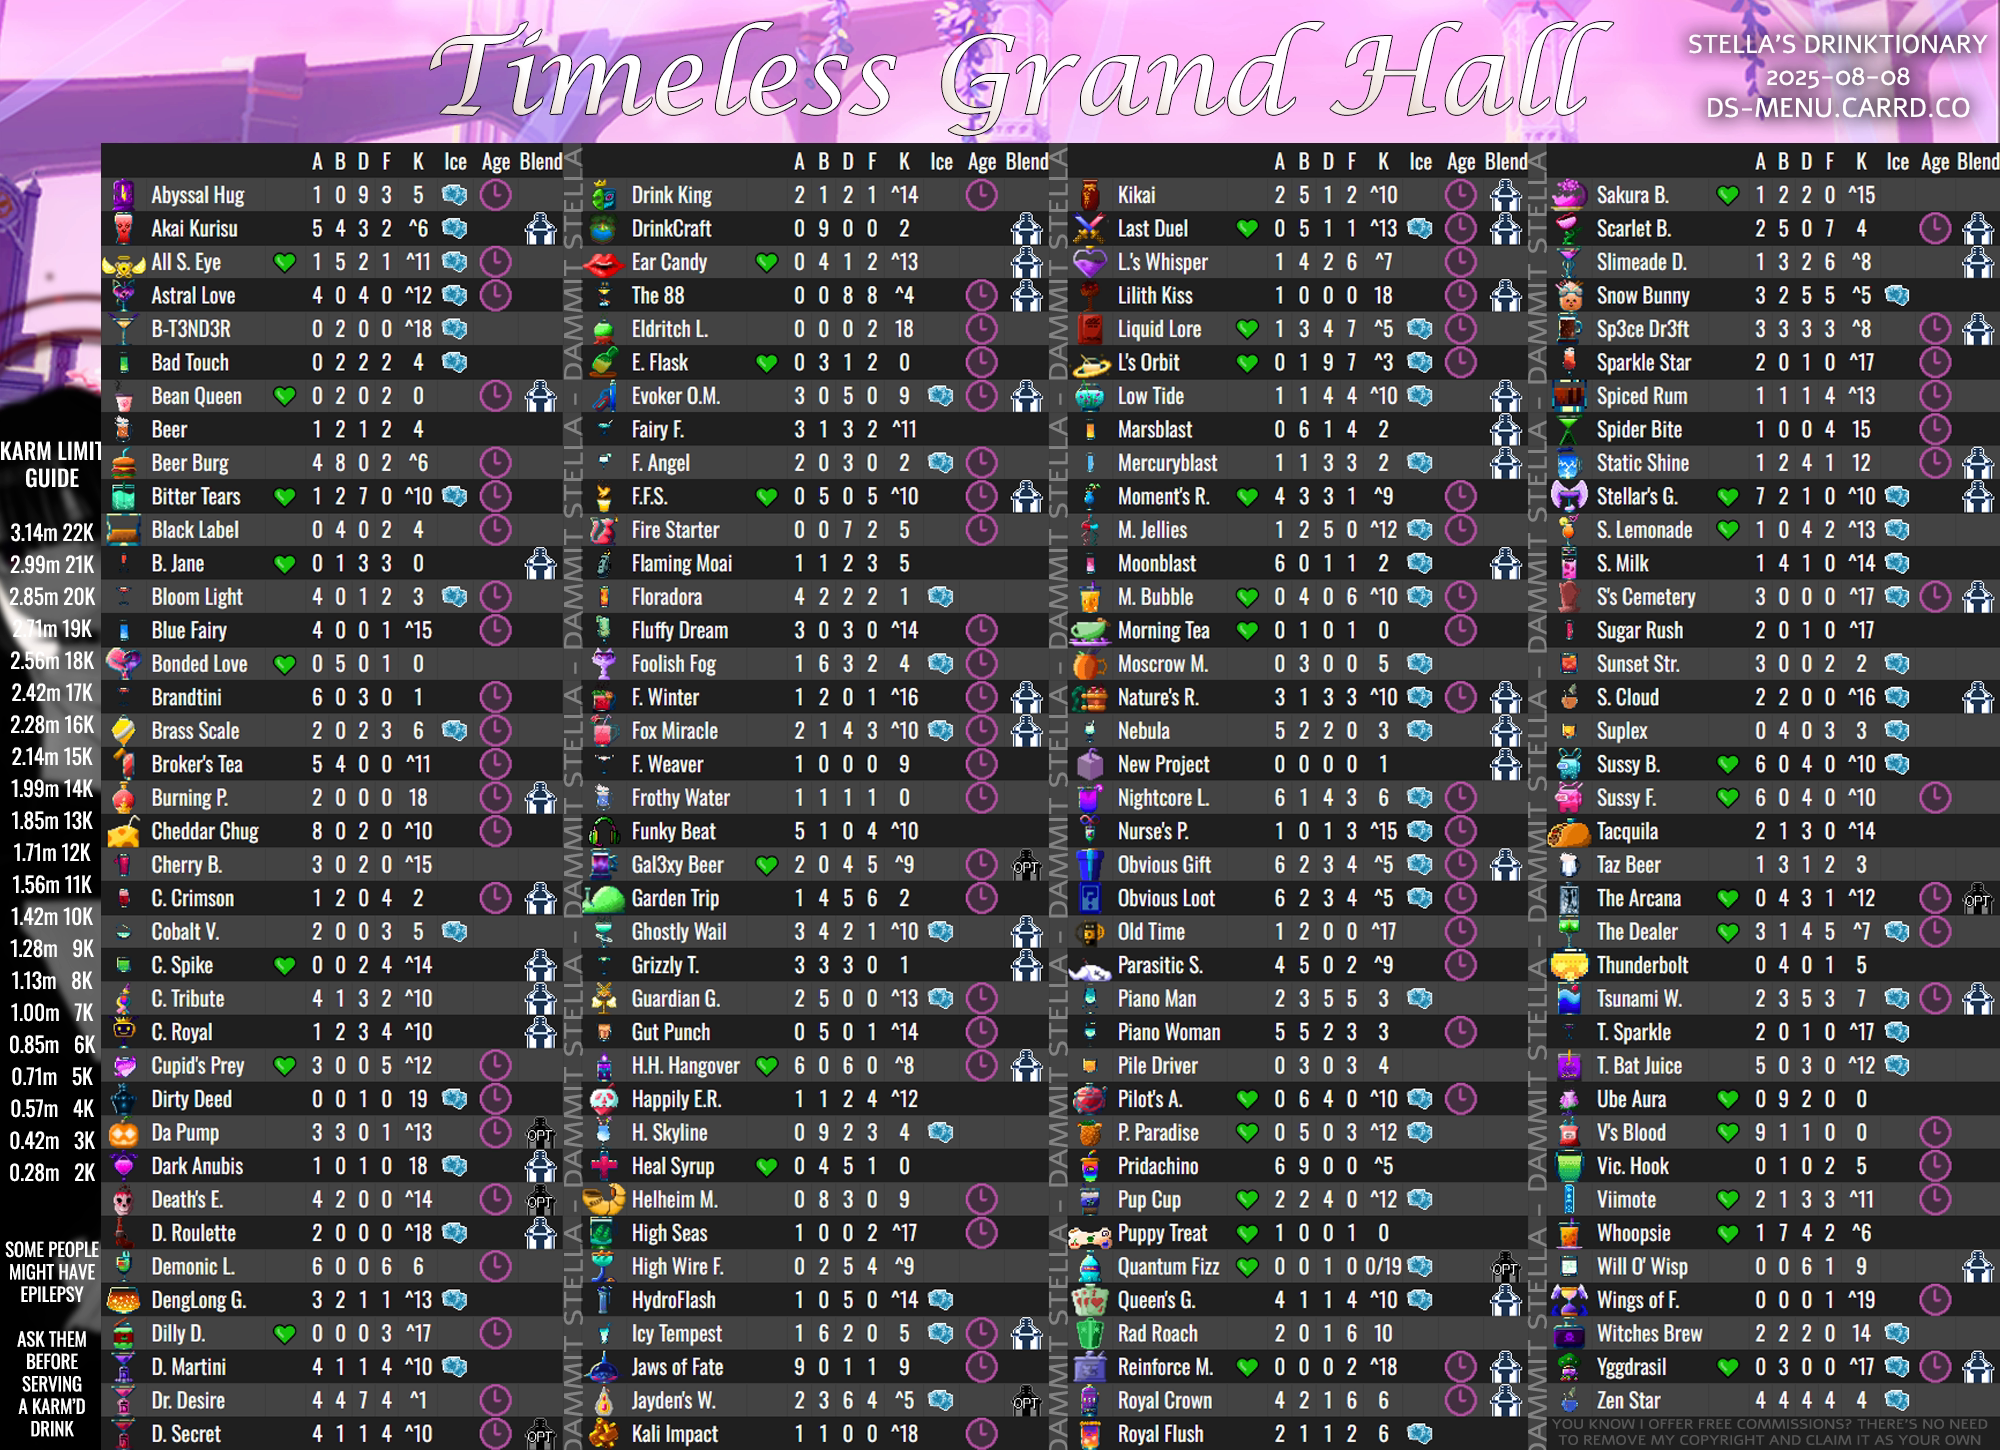 Timeless Grand Hall
STELLA'S DRINKTIONARY
2025-08-08
DS-MENU.CARRD.CO
KARM LIMIT
GUIDE
3.14m 22K
2.99m 21K
2.85m 20K
2.71m 19K
2.56m 18K
2.42m 17K
2.28m 16K
2.14m 15K
1.99m 14K
1.85m 13K
1.71m 12K
1.56m 11K
1.42m 10K
1.28m 9K
1.13m 8K
1.00m 7K
0.85m 6K
0.71m 5K
0.57m 4K
0.42m 3K
0.28m 2K
SOME PEOPLE
MIGHT HAVE
EPILEPSY
ASK THEM
BEFORE
SERVING
A KARM'D
DRINK
A B D F K Ice Age Blend
Abyssal Hug 1 0 9 3 5
Akai Kurisu 5 4 3 2 ^6
All S. Eye 1 5 2 1 ^11
Astral Love 4 0 4 0 ^12
B-T3ND3R 0 2 0 0 ^18
Bad Touch 0 2 2 2 4
Bean Queen 0 2 0 2 0
Beer 1 2 1 2 4
Beer Burg 4 8 0 2 ^6
Bitter Tears 1 2 7 0 ^10
Black Label 0 4 0 2 4
B. Jane 0 1 3 3 0
Bloom Light 4 0 1 2 3
Blue Fairy 4 0 0 1 ^15
Bonded Love 0 5 0 1 0
Brandtini 6 0 3 0 1
Brass Scale 2 0 2 3 6
Broker's Tea 5 4 0 0 ^11
Burning P. 2 0 0 0 18
Cheddar Chug 8 0 2 0 ^10
Cherry B. 3 0 2 0 ^15
C. Crimson 1 2 0 4 2
Cobalt V. 2 0 0 3 5
C. Spike 0 0 2 4 ^14
C. Tribute 4 1 3 2 ^10
C. Royal 1 2 3 4 ^10
Cupid's Prey 3 0 0 5 ^12
Dirty Deed 0 0 1 0 19
Da Pump 3 3 0 1 ^13 OPT
Dark Anubis 1 0 1 0 18
Death's E. 4 2 0 0 ^14 OPT
D. Roulette 2 0 0 0 ^18
Demonic L. 6 0 0 6 6
DengLong G. 3 2 1 1 ^13
Dilly D. 0 0 0 3 ^17
D. Martini 4 1 1 4 ^10
Dr. Desire 4 4 7 4 ^1
D. Secret 4 1 1 4 ^10 OPT
DAMMIT STELLA - DAMMIT STELLA - DAMMIT STELLA - DAMMIT STELLA - DAMMIT STELLA
A B D F K Ice Age Blend
Drink King 2 1 2 1 ^14
DrinkCraft 0 9 0 0 2
Ear Candy 0 4 1 2 ^13
The 88 0 0 8 8 ^4
Eldritch L. 0 0 0 2 18
E. Flask 0 3 1 2 0
Evoker O.M. 3 0 5 0 9
Fairy F. 3 1 3 2 ^11
F. Angel 2 0 3 0 2
F.F.S. 0 5 0 5 ^10
Fire Starter 0 0 7 2 5
Flaming Moai 1 1 2 3 5
Floradora 4 2 2 2 1
Fluffy Dream 3 0 3 0 ^14
Foolish Fog 1 6 3 2 4
F. Winter 1 2 0 1 ^16
Fox Miracle 2 1 4 3 ^10
F. Weaver 1 0 0 0 9
Frothy Water 1 1 1 1 0
Funky Beat 5 1 0 4 ^10
Gal3xy Beer 2 0 4 5 ^9 OPT
Garden Trip 1 4 5 6 2
Ghostly Wail 3 4 2 1 ^10
Grizzly T. 3 3 3 0 1
Guardian G. 2 5 0 0 ^13
Gut Punch 0 5 0 1 ^14
H.H. Hangover 6 0 6 0 ^8
Happily E.R. 1 1 2 4 ^12
H. Skyline 0 9 2 3 4
Heal Syrup 0 4 5 1 0
Helheim M. 0 8 3 0 9
High Seas 1 0 0 2 ^17
High Wire F. 0 2 5 4 ^9
HydroFlash 1 0 5 0 ^14
Icy Tempest 1 6 2 0 5
Jaws of Fate 9 0 1 1 9
Jayden's W. 2 3 6 4 ^5 OPT
Kali Impact 1 1 0 0 ^18
DAMMIT STELLA - DAMMIT STELLA - DAMMIT STELLA - DAMMIT STELLA - DAMMIT STELLA
A B D F K Ice Age Blend
Kikai 2 5 1 2 ^10
Last Duel 0 5 1 1 ^13
L.'s Whisper 1 4 2 6 ^7
Lilith Kiss 1 0 0 0 18
Liquid Lore 1 3 4 7 ^5
L's Orbit 0 1 9 7 ^3
Low Tide 1 1 4 4 ^10
Marsblast 0 6 1 4 2
Mercuryblast 1 1 3 3 2
Moment's R. 4 3 3 1 ^9
M. Jellies 1 2 5 0 ^12
Moonblast 6 0 1 1 2
M. Bubble 0 4 0 6 ^10
Morning Tea 0 1 0 1 0
Moscrow M. 0 3 0 0 5
Nature's R. 3 1 3 3 ^10
Nebula 5 2 2 0 3
New Project 0 0 0 0 1
Nightcore L. 6 1 4 3 6
Nurse's P. 1 0 1 3 ^15
Obvious Gift 6 2 3 4 ^5
Obvious Loot 6 2 3 4 ^5
Old Time 1 2 0 0 ^17
Parasitic S. 4 5 0 2 ^9
Piano Man 2 3 5 5 3
Piano Woman 5 5 2 3 3
Pile Driver 0 3 0 3 4
Pilot's A. 0 6 4 0 ^10
P. Paradise 0 5 0 3 ^12
Pridachino 6 9 0 0 ^5
Pup Cup 2 2 4 0 ^12
Puppy Treat 1 0 0 1 0
Quantum Fizz 0 0 1 0 0/19 OPT
Queen's G. 4 1 1 4 ^10
Rad Roach 2 0 1 6 10
Reinforce M. 0 0 0 2 ^18
Royal Crown 4 2 1 6 6
Royal Flush 2 1 1 2 6
DAMMIT STELLA - DAMMIT STELLA - DAMMIT STELLA - DAMMIT STELLA - DAMMIT STELLA
A B D F K Ice Age Blend
Sakura B. 1 2 2 0 ^15
Scarlet B. 2 5 0 7 4
Slimeade D. 1 3 2 6 ^8
Snow Bunny 3 2 5 5 ^5
Sp3ce Dr3ft 3 3 3 3 ^8
Sparkle Star 2 0 1 0 ^17
Spiced Rum 1 1 1 4 ^13
Spider Bite 1 0 0 4 15
Static Shine 1 2 4 1 12
Stellar's G. 7 2 1 0 ^10
S. Lemonade 1 0 4 2 ^13
S. Milk 1 4 1 0 ^14
S's Cemetery 3 0 0 0 ^17
Sugar Rush 2 0 1 0 ^17
Sunset Str. 3 0 0 2 2
S. Cloud 2 2 0 0 ^16
Suplex 0 4 0 3 3
Sussy B. 6 0 4 0 ^10
Sussy F. 6 0 4 0 ^10
Tacquila 2 1 3 0 ^14
Taz Beer 1 3 1 2 3
The Arcana 0 4 3 1 ^12 OPT
The Dealer 3 1 4 5 ^7
Thunderbolt 0 4 0 1 5
Tsunami W. 2 3 5 3 7
T. Sparkle 2 0 1 0 ^17
T. Bat Juice 5 0 3 0 ^12
Ube Aura 0 9 2 0 0
V's Blood 9 1 1 0 0
Vic. Hook 0 1 0 2 5
Viimote 2 1 3 3 ^11
Whoopsie 1 7 4 2 ^6
Will O' Wisp 0 0 6 1 9
Wings of F. 0 0 0 1 ^19
Witches Brew 2 2 2 0 14
Yggdrasil 0 3 0 0 ^17
Zen Star 4 4 4 4 4
YOU KNOW I OFFER FREE COMMISSIONS? THERE'S NO NEED
TO REMOVE MY COPYRIGHT AND CLAIM IT AS YOUR OWN